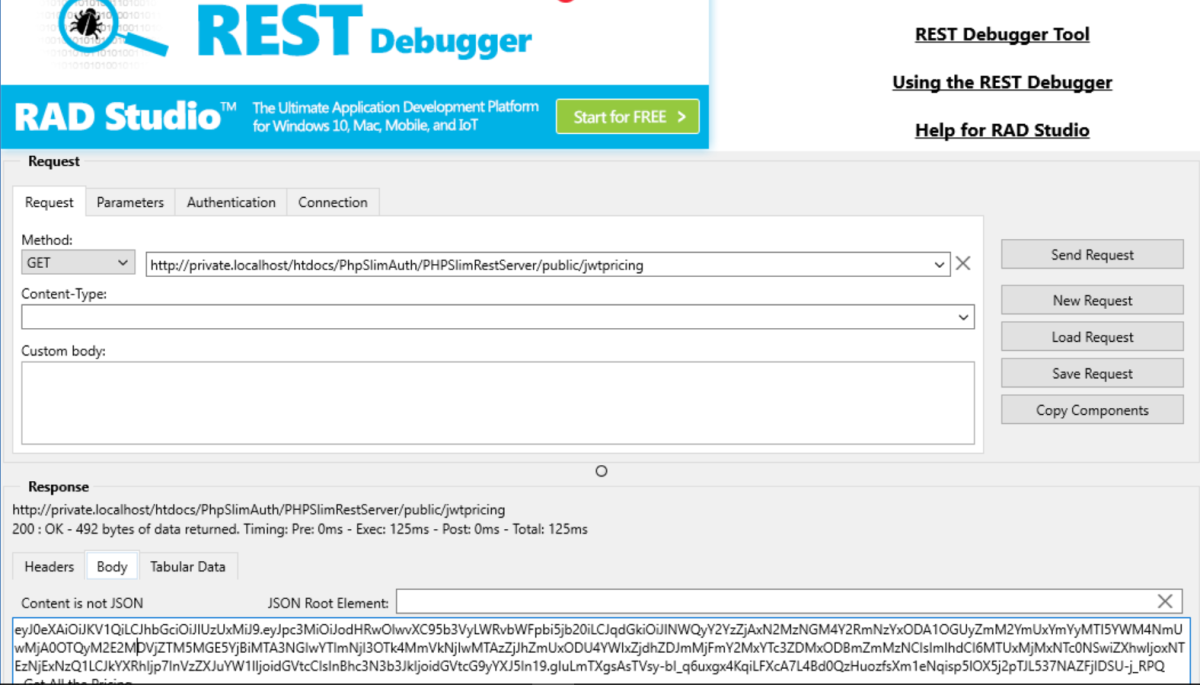 REST Debugger
RAD Studio™
The Ultimate Application Development Platform
for Windows 10, Mac, Mobile, and IoT
Start for FREE >
REST Debugger Tool
Using the REST Debugger
Help for RAD Studio
Request
Request Parameters Authentication Connection
Method:
GET http://private.localhost/htdocs/PhpSlimAuth/PHPSlimRestServer/public/jwtpricing
Content-Type:
Custom body:
Send Request
New Request
Load Request
Save Request
Copy Components
Response
http://private.localhost/htdocs/PhpSlimAuth/PHPSlimRestServer/public/jwtpricing
200 : OK - 492 bytes of data returned. Timing: Pre: 0ms - Exec: 125ms - Post: 0ms - Total: 125ms
Headers Body Tabular Data
Content is not JSON JSON Root Element:
Get All the Pricing